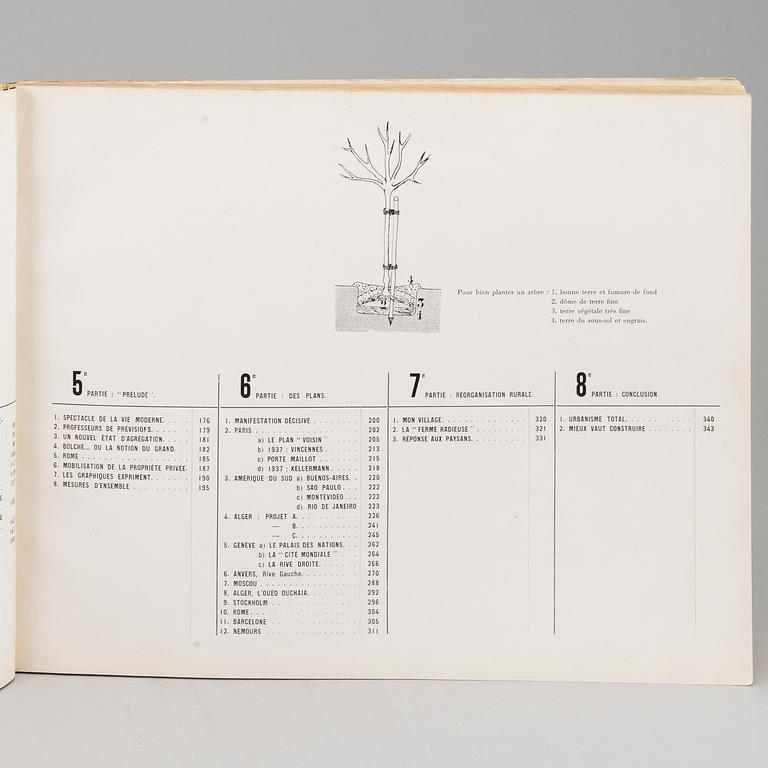 Pour bien planter un arbre : 1. bonne terre et fumure de fond
2. dôme de terre fine
3. terre végétale très fine
4. terre du sous-sol et engrais.
5e PARTIE : "PRÉLUDE".
1. SPECTACLE DE LA VIE MODERNE. 176
2. PROFESSEURS DE PRÉVISIONS. 179
3. UN NOUVEL ÉTAT D'AGRÉGATION. 181
4. BOLCHE... OU LA NOTION DU GRAND. 182
5. ROME 185
6. MOBILISATION DE LA PROPRIÉTÉ PRIVÉE. 187
7. LES GRAPHIQUES EXPRIMENT. 190
8. MESURES D'ENSEMBLE 195
6e PARTIE : DES PLANS.
1. MANIFESTATION DÉCISIVE 200
2. PARIS 202
a) LE PLAN "VOISIN" 205
b) 1937 : VINCENNES 213
c) PORTE MAILLOT 215
d) 1937 : KELLERMANN 218
3. AMÉRIQUE DU SUD a) BUENOS-AIRES. 220
b) SAO PAULO 222
c) MONTEVIDEO 222
d) RIO DE JANEIRO 223
4. ALGER : PROJET A. 226
— B. 241
— C. 245
5. GENÈVE a) LE PALAIS DES NATIONS. 262
b) LA "CITÉ MONDIALE" 264
c) LA RIVE DROITE. 266
6. ANVERS, Rive Gauche. 270
7. MOSCOU 288
8. ALGER, L'OUED OUCHAIA. 292
9. STOCKHOLM 296
10. ROME. 304
11. BARCELONE 305
12. NEMOURS 311
7e PARTIE : RÉORGANISATION RURALE.
1. MON VILLAGE. 320
2. LA "FERME RADIEUSE" 321
3. RÉPONSE AUX PAYSANS. 331
8e PARTIE : CONCLUSION.
1. URBANISME TOTAL. 340
2. MIEUX VAUT CONSTRUIRE 343